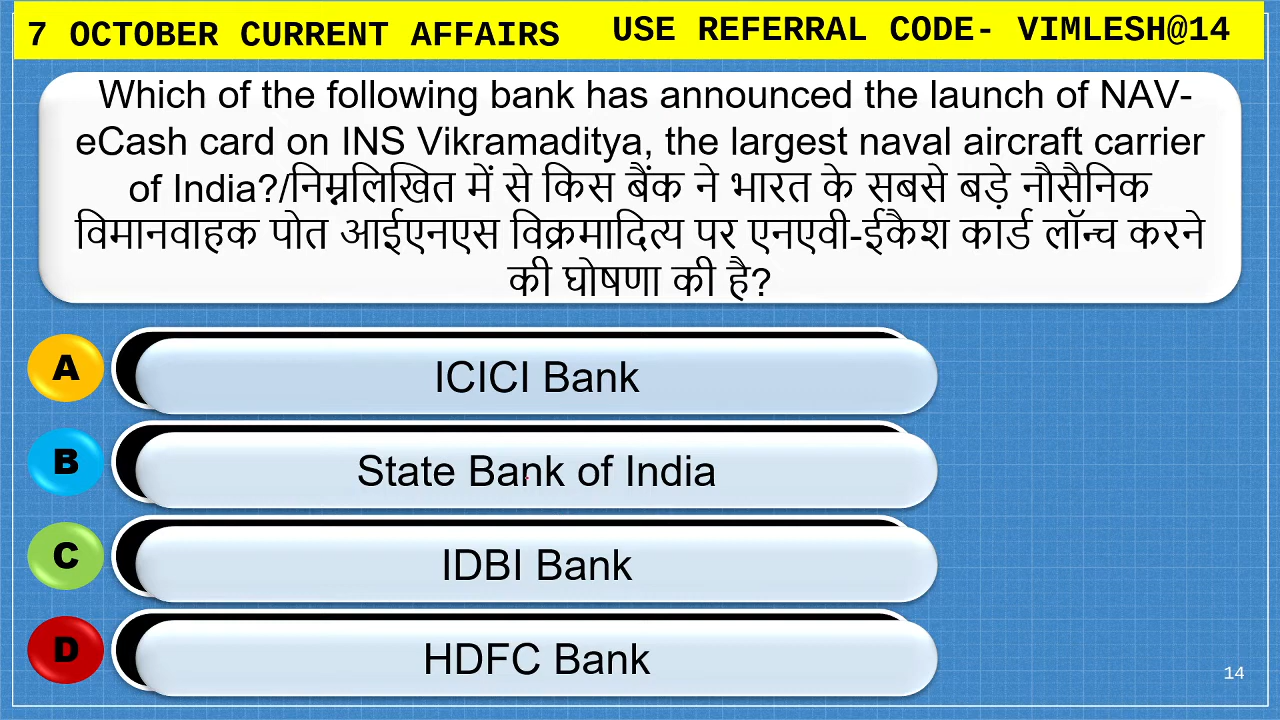 7 OCTOBER CURRENT AFFAIRS
USE REFERRAL CODE- VIMLESH@14
Which of the following bank has announced the launch of NAV-
eCash card on INS Vikramaditya, the largest naval aircraft carrier
of India?/निम्नलिखित में से किस बैंक ने भारत के सबसे बड़े नौसैनिक
विमानवाहक पोत आईएनएस विक्रमादित्य पर एनएवी-ईकैश कार्ड लॉन्च करने
की घोषणा की है?
A
ICICI Bank
B
State Bank of India
C
IDBI Bank
D
HDFC Bank
14